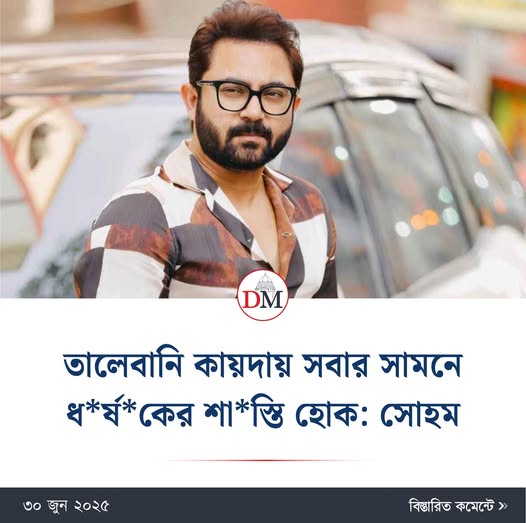 DM
তালেবানি কায়দায় সবার সামনে
ধ*র্ষ*কের শা*স্তি হোক: সোহম
৩০ জুন ২০২৫
বিস্তারিত কমেন্টে >>